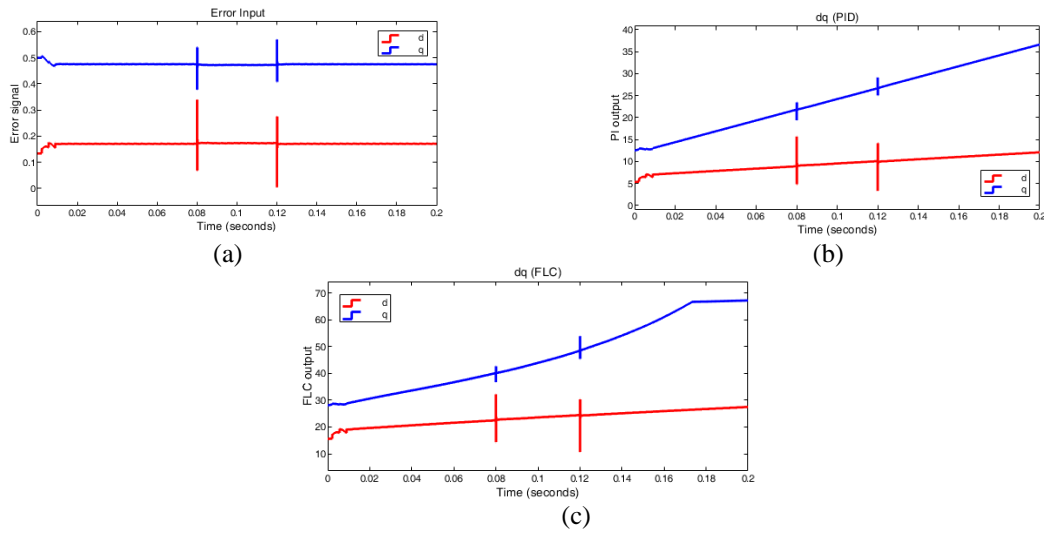 Error Input
Error signal
0.6
0.5
0.4
0.3
0.2
0.1
0
d
q
0 0.02 0.04 0.06 0.08 0.1 0.12 0.14 0.16 0.18 0.2
Time (seconds)
(a)
dq (PID)
PI output
40
35
30
25
20
15
10
5
0
d
q
0 0.02 0.04 0.06 0.08 0.1 0.12 0.14 0.16 0.18 0.2
Time (seconds)
(b)
dq (FLC)
FLC output
70
60
50
40
30
20
10
d
q
0 0.02 0.04 0.06 0.08 0.1 0.12 0.14 0.16 0.18 0.2
Time (seconds)
(c)